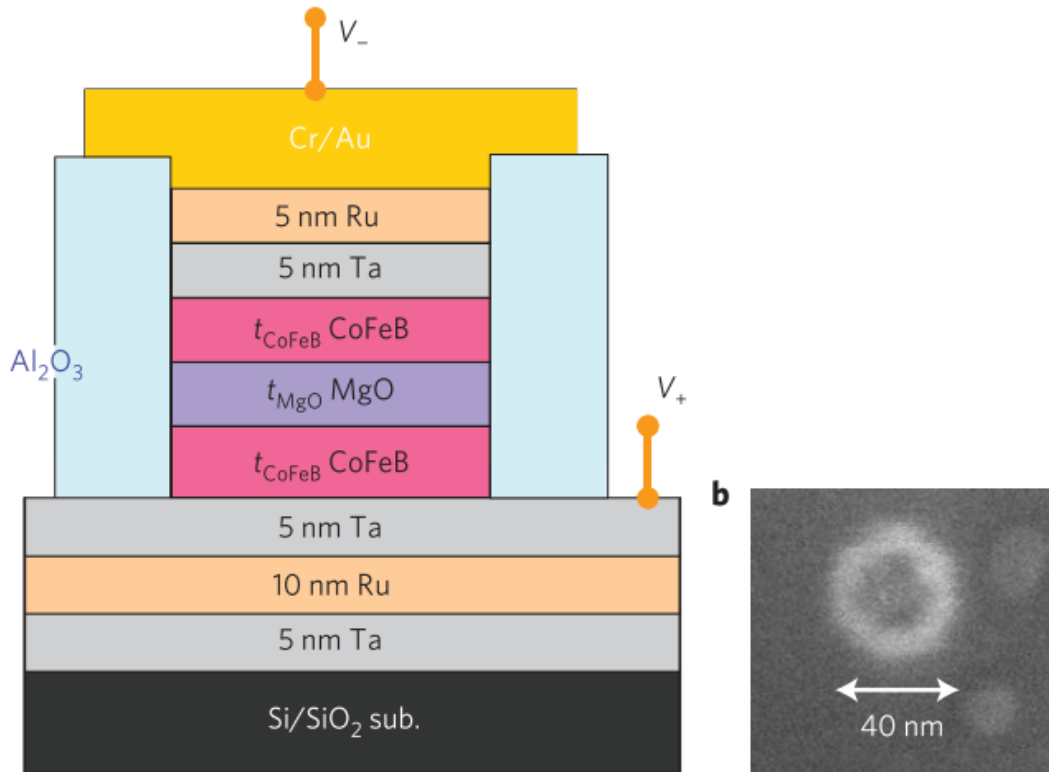 V₋
Cr/Au
5 nm Ru
5 nm Ta
t_CoFeB CoFeB
Al₂O₃
t_MgO MgO
V₊
t_CoFeB CoFeB
b
5 nm Ta
10 nm Ru
5 nm Ta
Si/SiO₂ sub.
40 nm